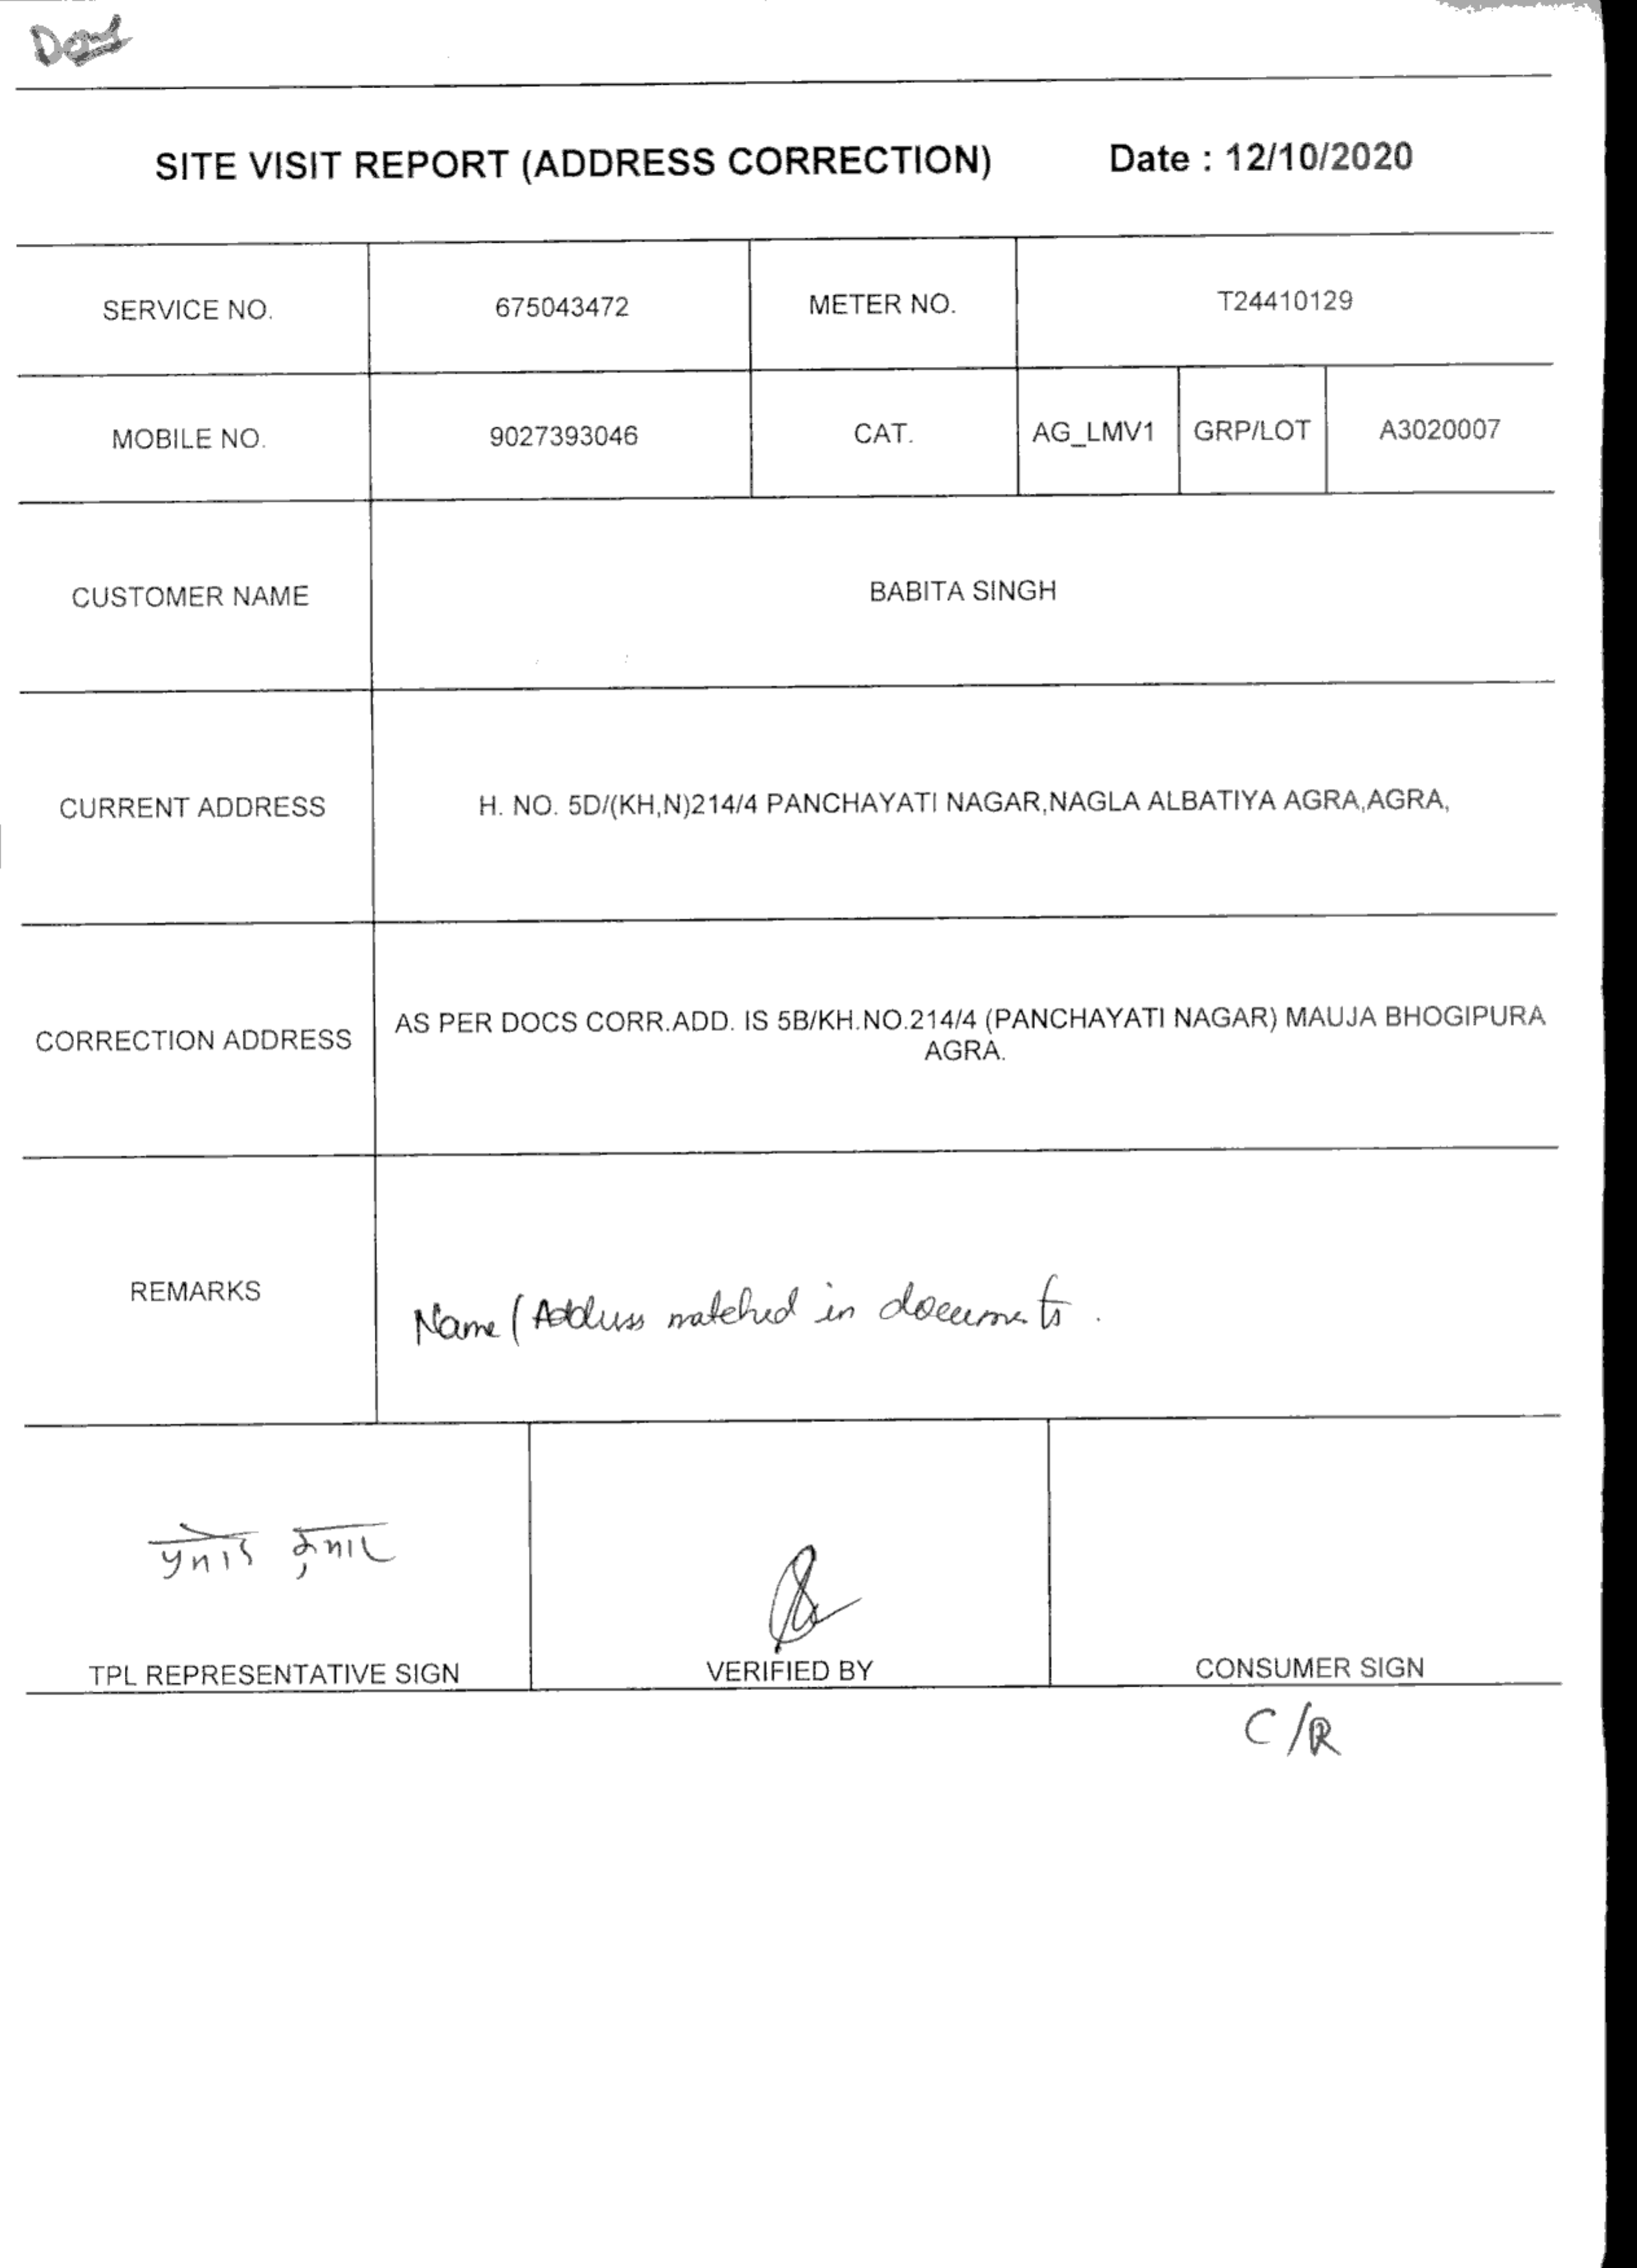 SITE VISIT REPORT (ADDRESS CORRECTION) Date : 12/10/2020
SERVICE NO. 675043472 METER NO. T24410129
MOBILE NO. 9027393046 CAT. AG_LMV1 GRP/LOT A3020007
CUSTOMER NAME BABITA SINGH
CURRENT ADDRESS H. NO. 5D/(KH,N)214/4 PANCHAYATI NAGAR,NAGLA ALBATIYA AGRA,AGRA,
CORRECTION ADDRESS AS PER DOCS CORR.ADD. IS 5B/KH.NO.214/4 (PANCHAYATI NAGAR) MAUJA BHOGIPURA
AGRA.
REMARKS Name / Address matched in documents.
कुमार
TPL REPRESENTATIVE SIGN VERIFIED BY CONSUMER SIGN
C/R